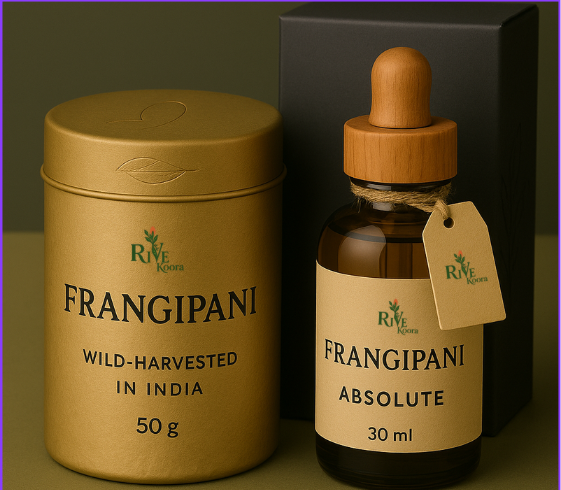 RIVE
Koora
FRANGIPANI
WILD-HARVESTED
IN INDIA
50 g
RIVE
Koora
FRANGIPANI
ABSOLUTE
30 ml
RIVE
Koora